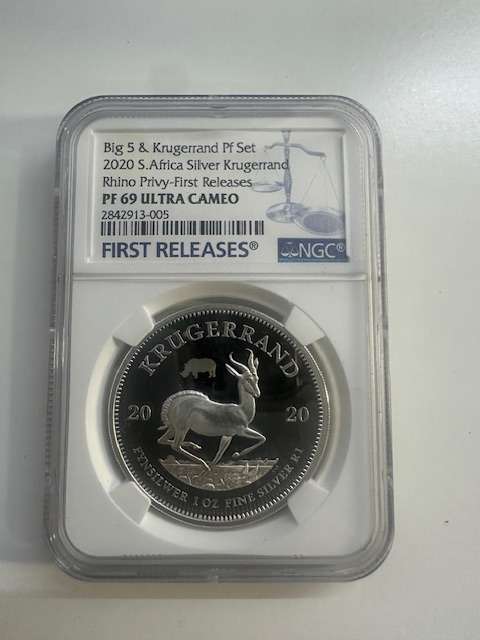 Big 5 & Krugerrand Pf Set
2020 S.Africa Silver Krugerrand
Rhino Privy-First Releases
PF 69 ULTRA CAMEO
2842913-005
FIRST RELEASES®
NGC®
KRUGERRAND
20 20
FYNSILWER 1 OZ FINE SILVER R1